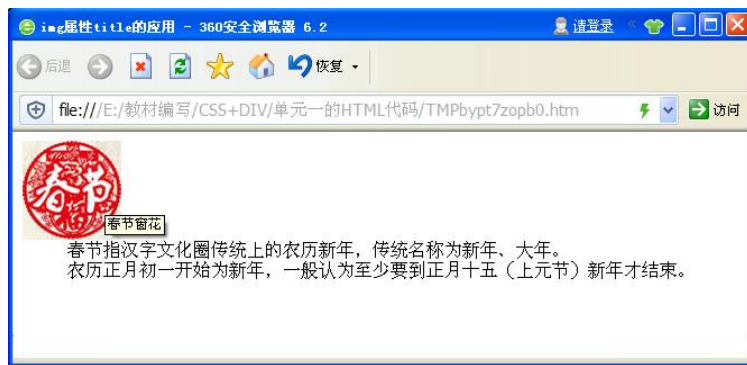 img属性title的应用 - 360安全浏览器 6.2 请登录
后退 恢复
file:///E:/教材编写/CSS+DIV/单元一的HTML代码/TMPbypt7zopb0.htm 访问
春节
福
春节窗花
春节指汉字文化圈传统上的农历新年，传统名称为新年、大年。
农历正月初一开始为新年，一般认为至少要到正月十五（上元节）新年才结束。